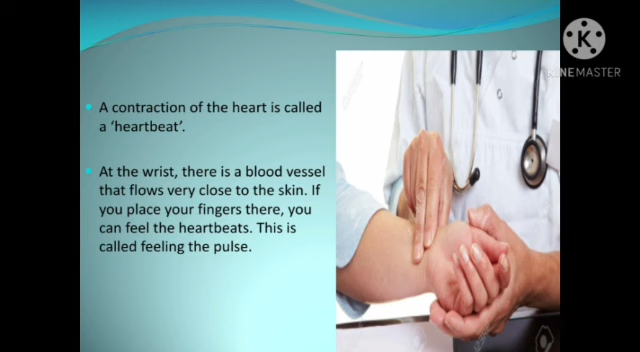 A contraction of the heart is called
a ‘heartbeat’.
At the wrist, there is a blood vessel
that flows very close to the skin. If
you place your fingers there, you
can feel the heartbeats. This is
called feeling the pulse.
K
KINEMASTER